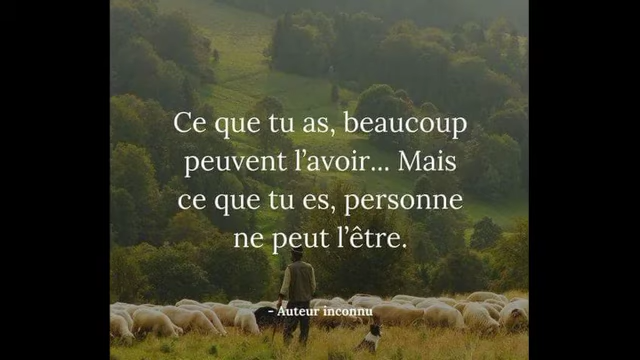 Ce que tu as, beaucoup
peuvent l’avoir... Mais
ce que tu es, personne
ne peut l’être.
- Auteur inconnu